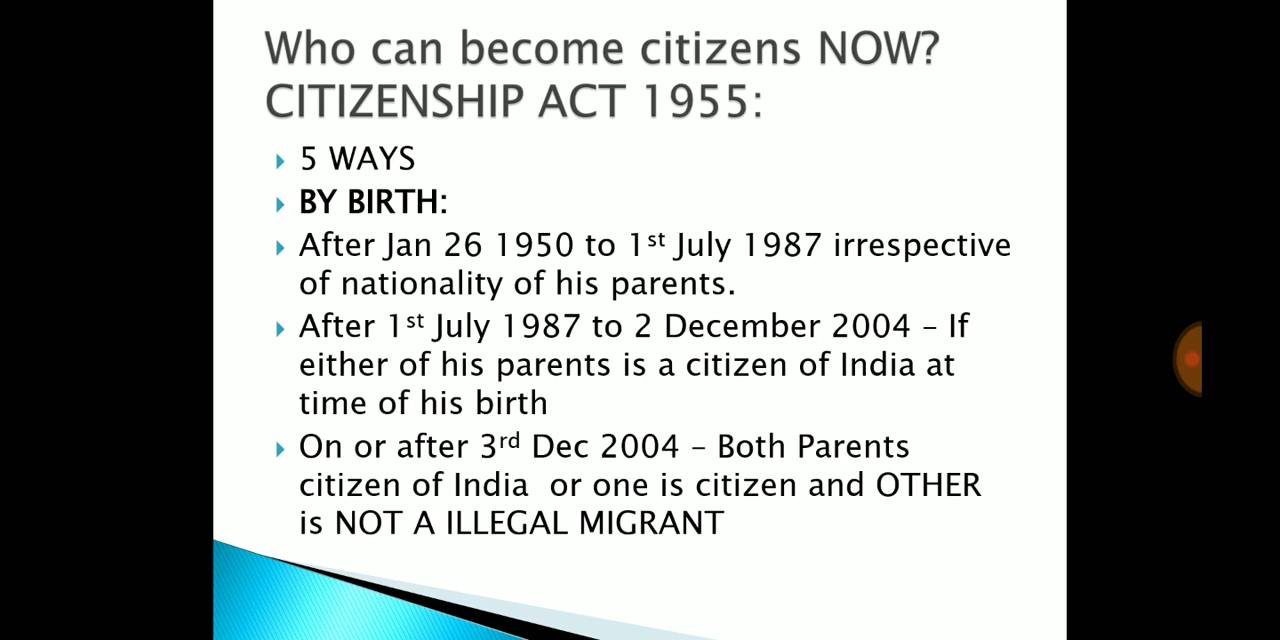 Who can become citizens NOW?
CITIZENSHIP ACT 1955:
5 WAYS
BY BIRTH:
After Jan 26 1950 to 1st July 1987 irrespective
of nationality of his parents.
After 1st July 1987 to 2 December 2004 – If
either of his parents is a citizen of India at
time of his birth
On or after 3rd Dec 2004 – Both Parents
citizen of India or one is citizen and OTHER
is NOT A ILLEGAL MIGRANT